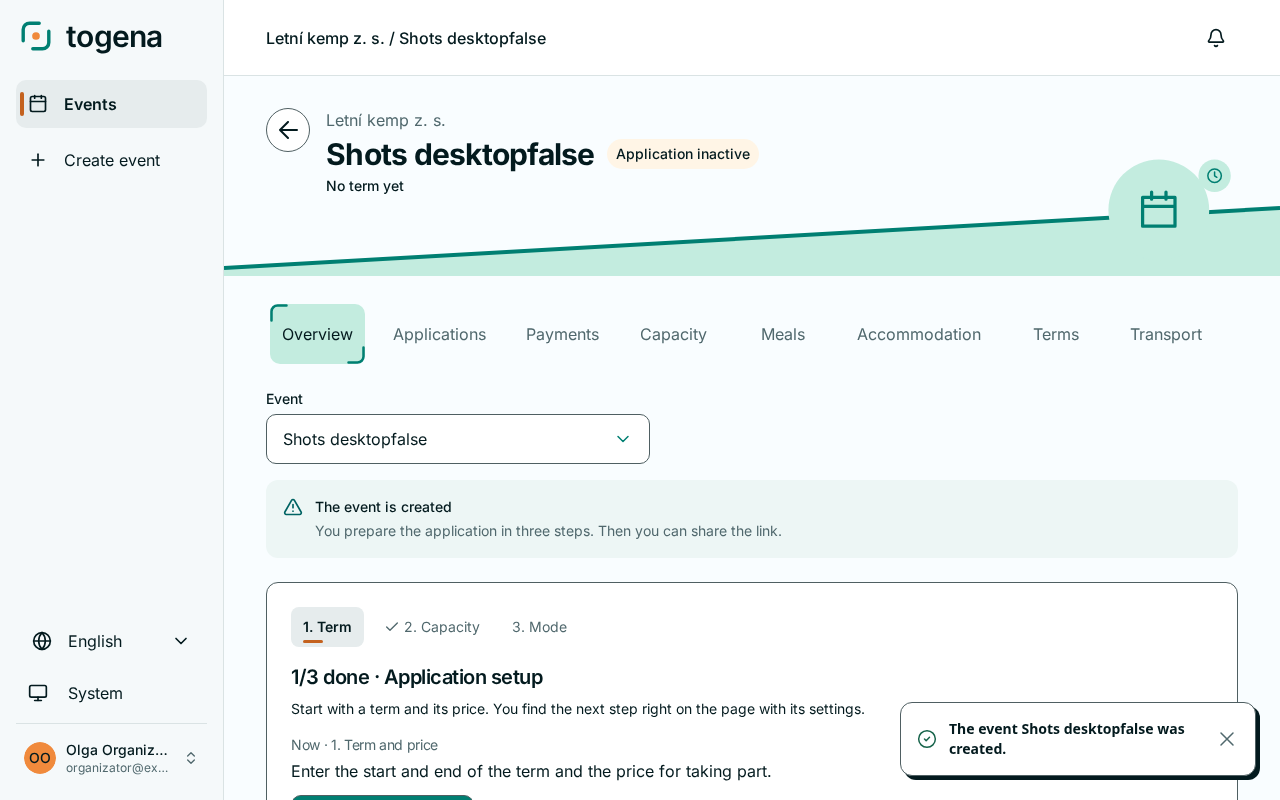 togena
Events
Create event
English
System
OO
Olga Organiz...
organizator@ex...
Letní kemp z. s. / Shots desktopfalse
Letní kemp z. s.
Shots desktopfalse
Application inactive
No term yet
Overview
Applications
Payments
Capacity
Meals
Accommodation
Terms
Transport
Event
Shots desktopfalse
The event is created
You prepare the application in three steps. Then you can share the link.
1. Term
2. Capacity
3. Mode
1/3 done · Application setup
Start with a term and its price. You find the next step right on the page with its settings.
Now · 1. Term and price
Enter the start and end of the term and the price for taking part.
The event Shots desktopfalse was
created.